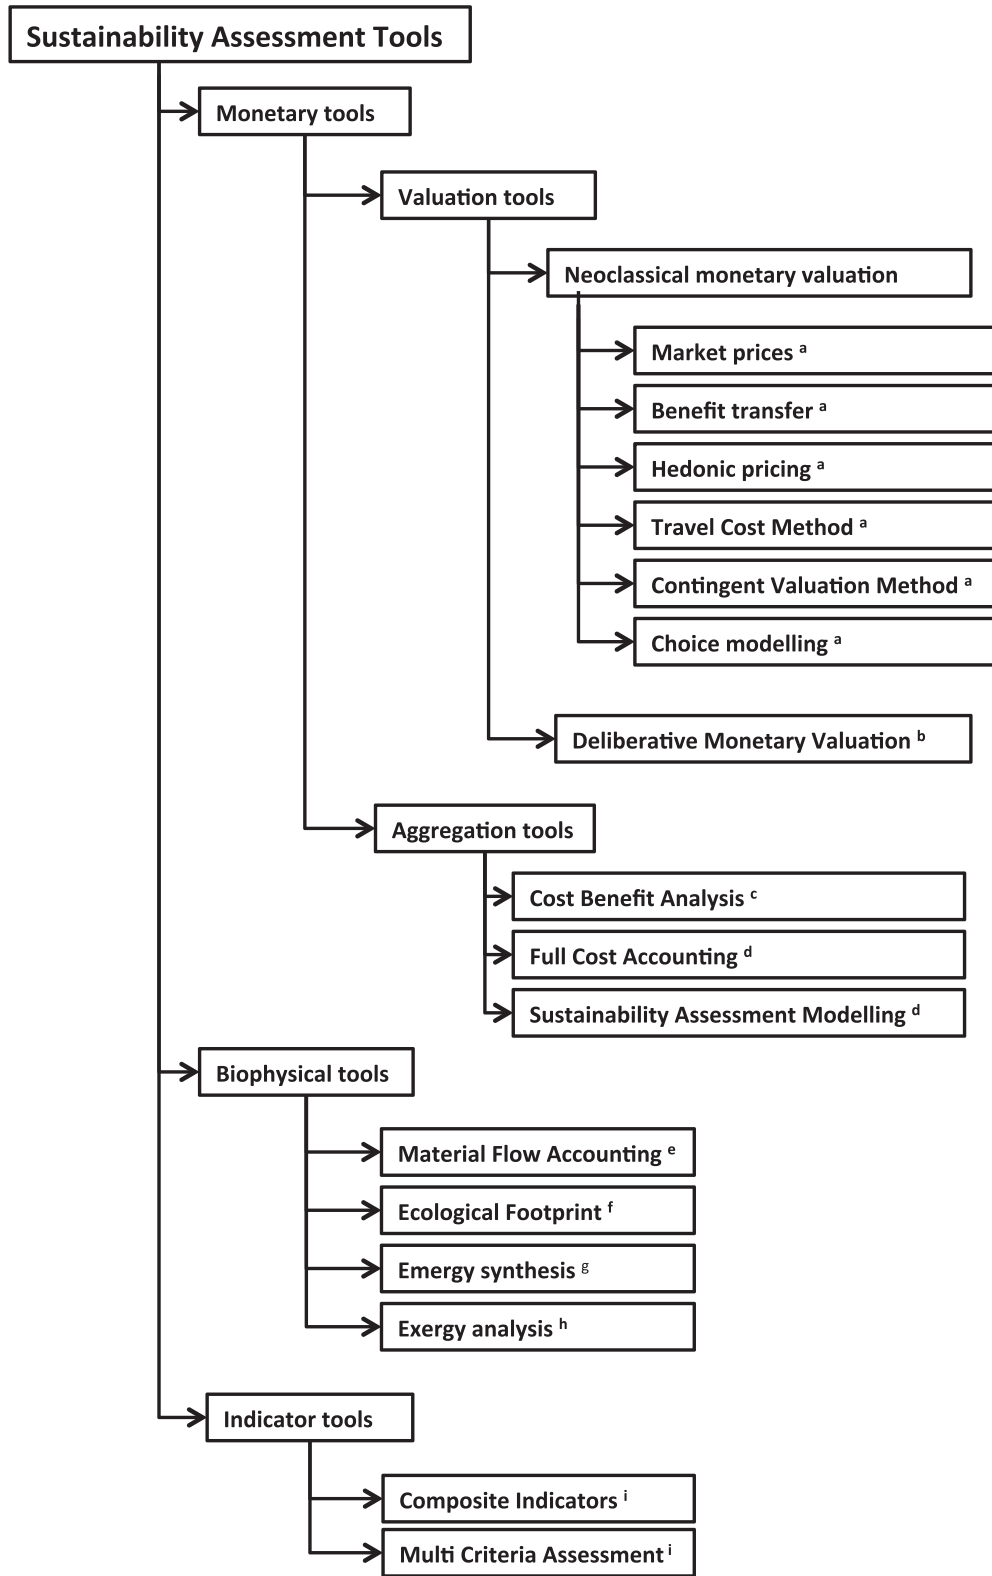 Sustainability Assessment Tools
Monetary tools
Valuation tools
Neoclassical monetary valuation
Market prices a
Benefit transfer a
Hedonic pricing a
Travel Cost Method a
Contingent Valuation Method a
Choice modelling a
Deliberative Monetary Valuation b
Aggregation tools
Cost Benefit Analysis c
Full Cost Accounting d
Sustainability Assessment Modelling d
Biophysical tools
Material Flow Accounting e
Ecological Footprint f
Emergy synthesis g
Exergy analysis h
Indicator tools
Composite Indicators i
Multi Criteria Assessment i